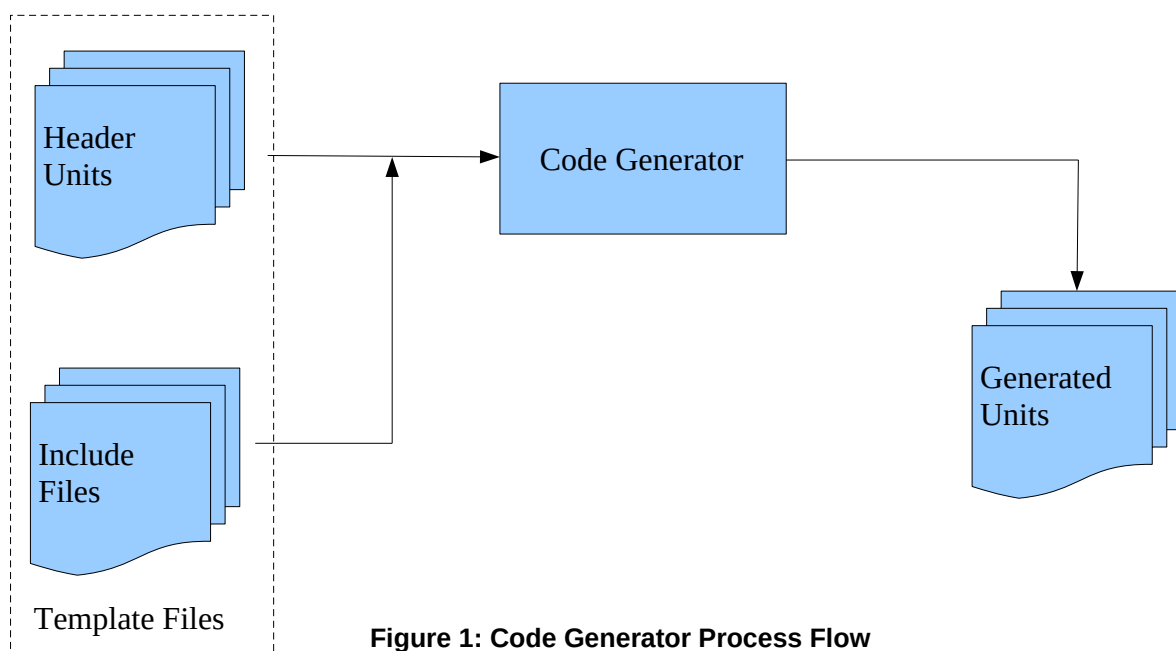 Header
Units
Code Generator
Generated
Units
Include
Files
Template Files
Figure 1: Code Generator Process Flow